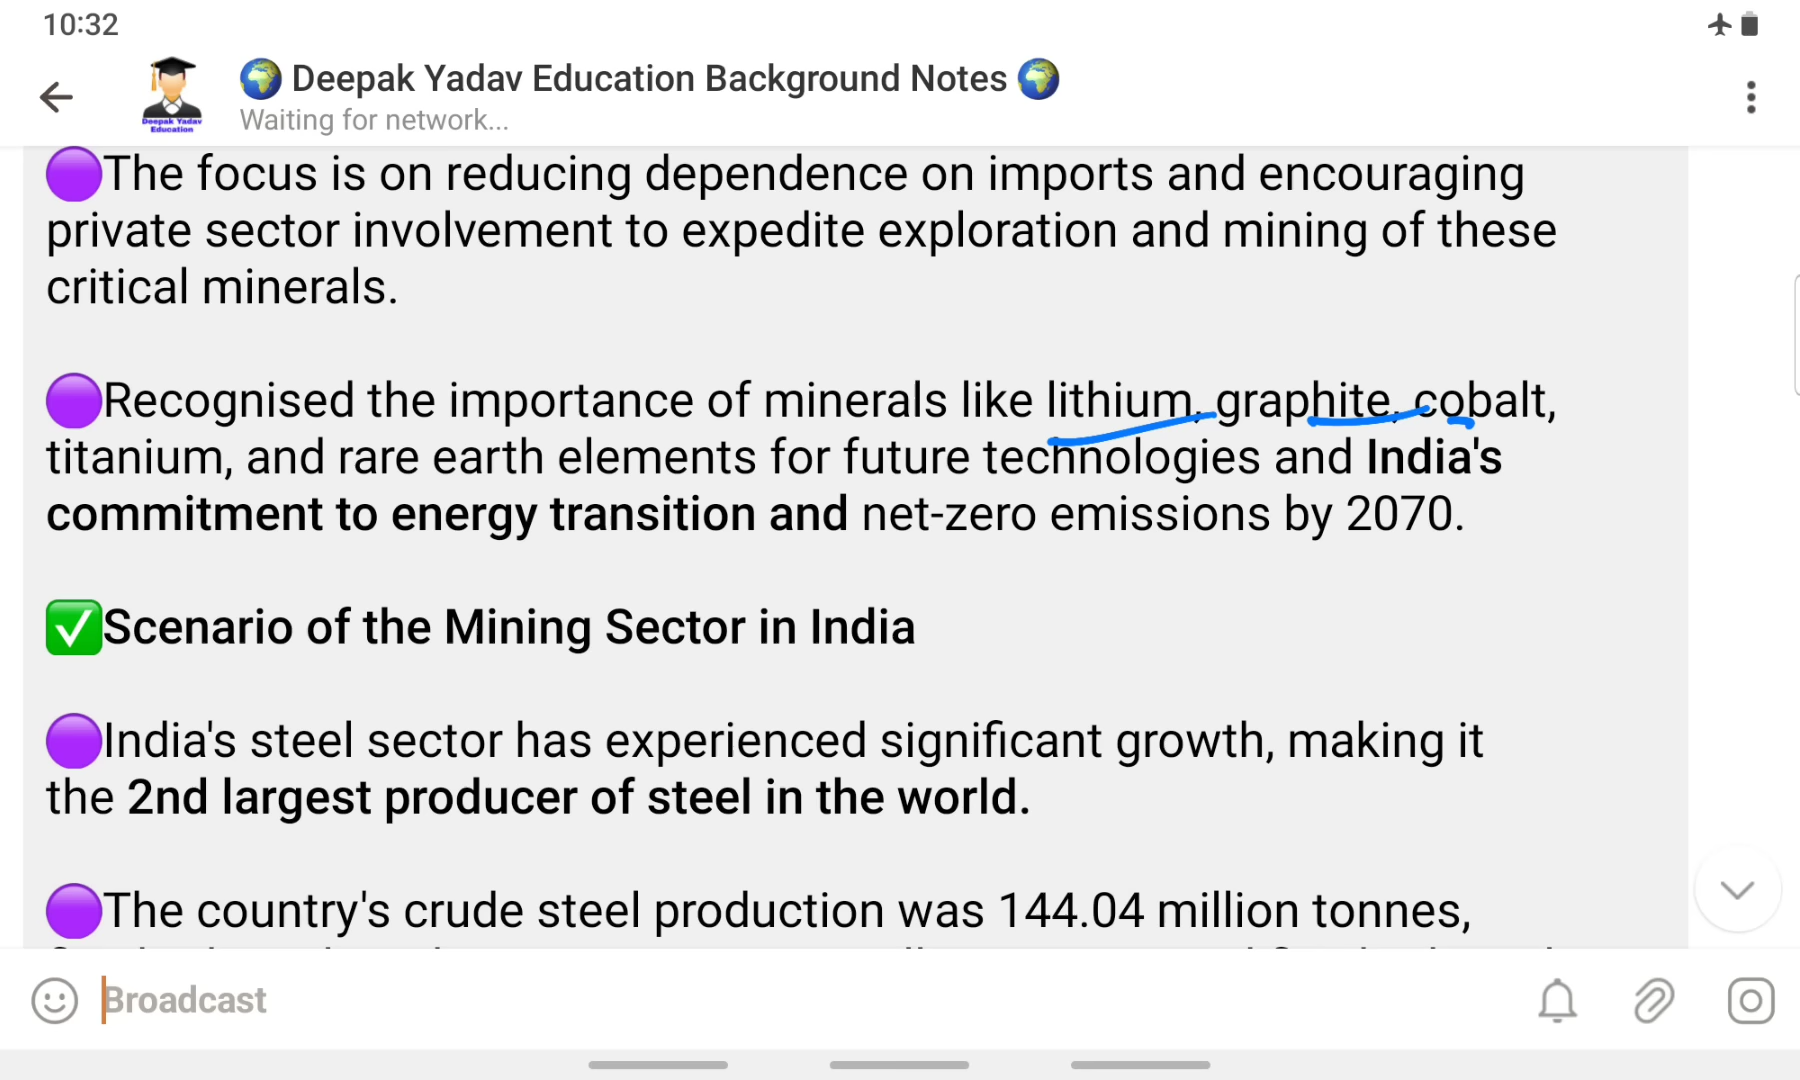 10:32
🌍 Deepak Yadav Education Background Notes 🌍
Deepak Yadav
Education
Waiting for network...
🟣The focus is on reducing dependence on imports and encouraging
private sector involvement to expedite exploration and mining of these
critical minerals.
🟣Recognised the importance of minerals like lithium, graphite, cobalt,
titanium, and rare earth elements for future technologies and India's
commitment to energy transition and net-zero emissions by 2070.
✅Scenario of the Mining Sector in India
🟣India's steel sector has experienced significant growth, making it
the 2nd largest producer of steel in the world.
🟣The country's crude steel production was 144.04 million tonnes,
Broadcast